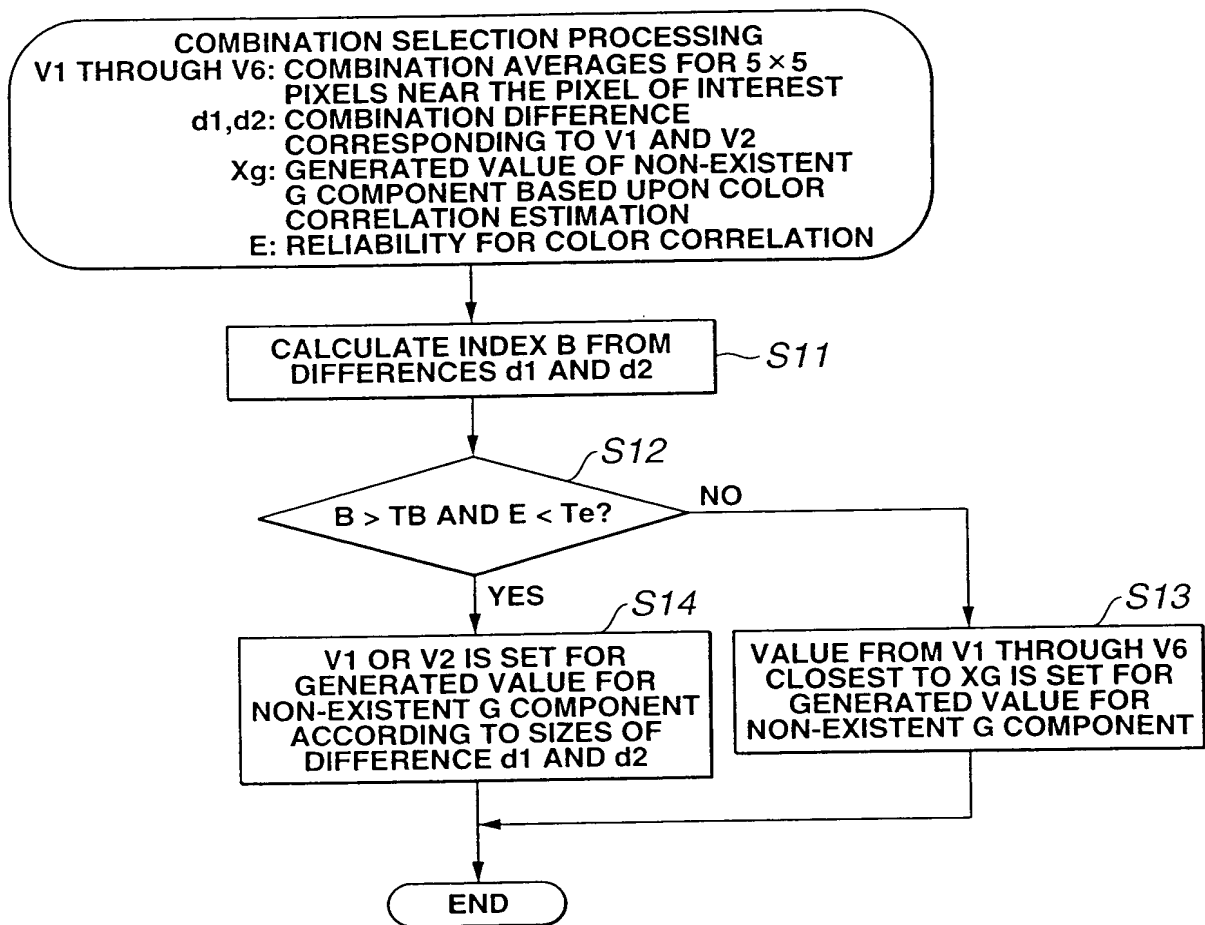 COMBINATION SELECTION PROCESSING
V1 THROUGH V6: COMBINATION AVERAGES FOR 5 × 5
PIXELS NEAR THE PIXEL OF INTEREST
d1,d2: COMBINATION DIFFERENCE
CORRESPONDING TO V1 AND V2
Xg: GENERATED VALUE OF NON-EXISTENT
G COMPONENT BASED UPON COLOR
CORRELATION ESTIMATION
E: RELIABILITY FOR COLOR CORRELATION
CALCULATE INDEX B FROM
DIFFERENCES d1 AND d2
S11
S12
B > TB AND E < Te?
NO
YES
S14
V1 OR V2 IS SET FOR
GENERATED VALUE FOR
NON-EXISTENT G COMPONENT
ACCORDING TO SIZES OF
DIFFERENCE d1 AND d2
S13
VALUE FROM V1 THROUGH V6
CLOSEST TO XG IS SET FOR
GENERATED VALUE FOR
NON-EXISTENT G COMPONENT
END